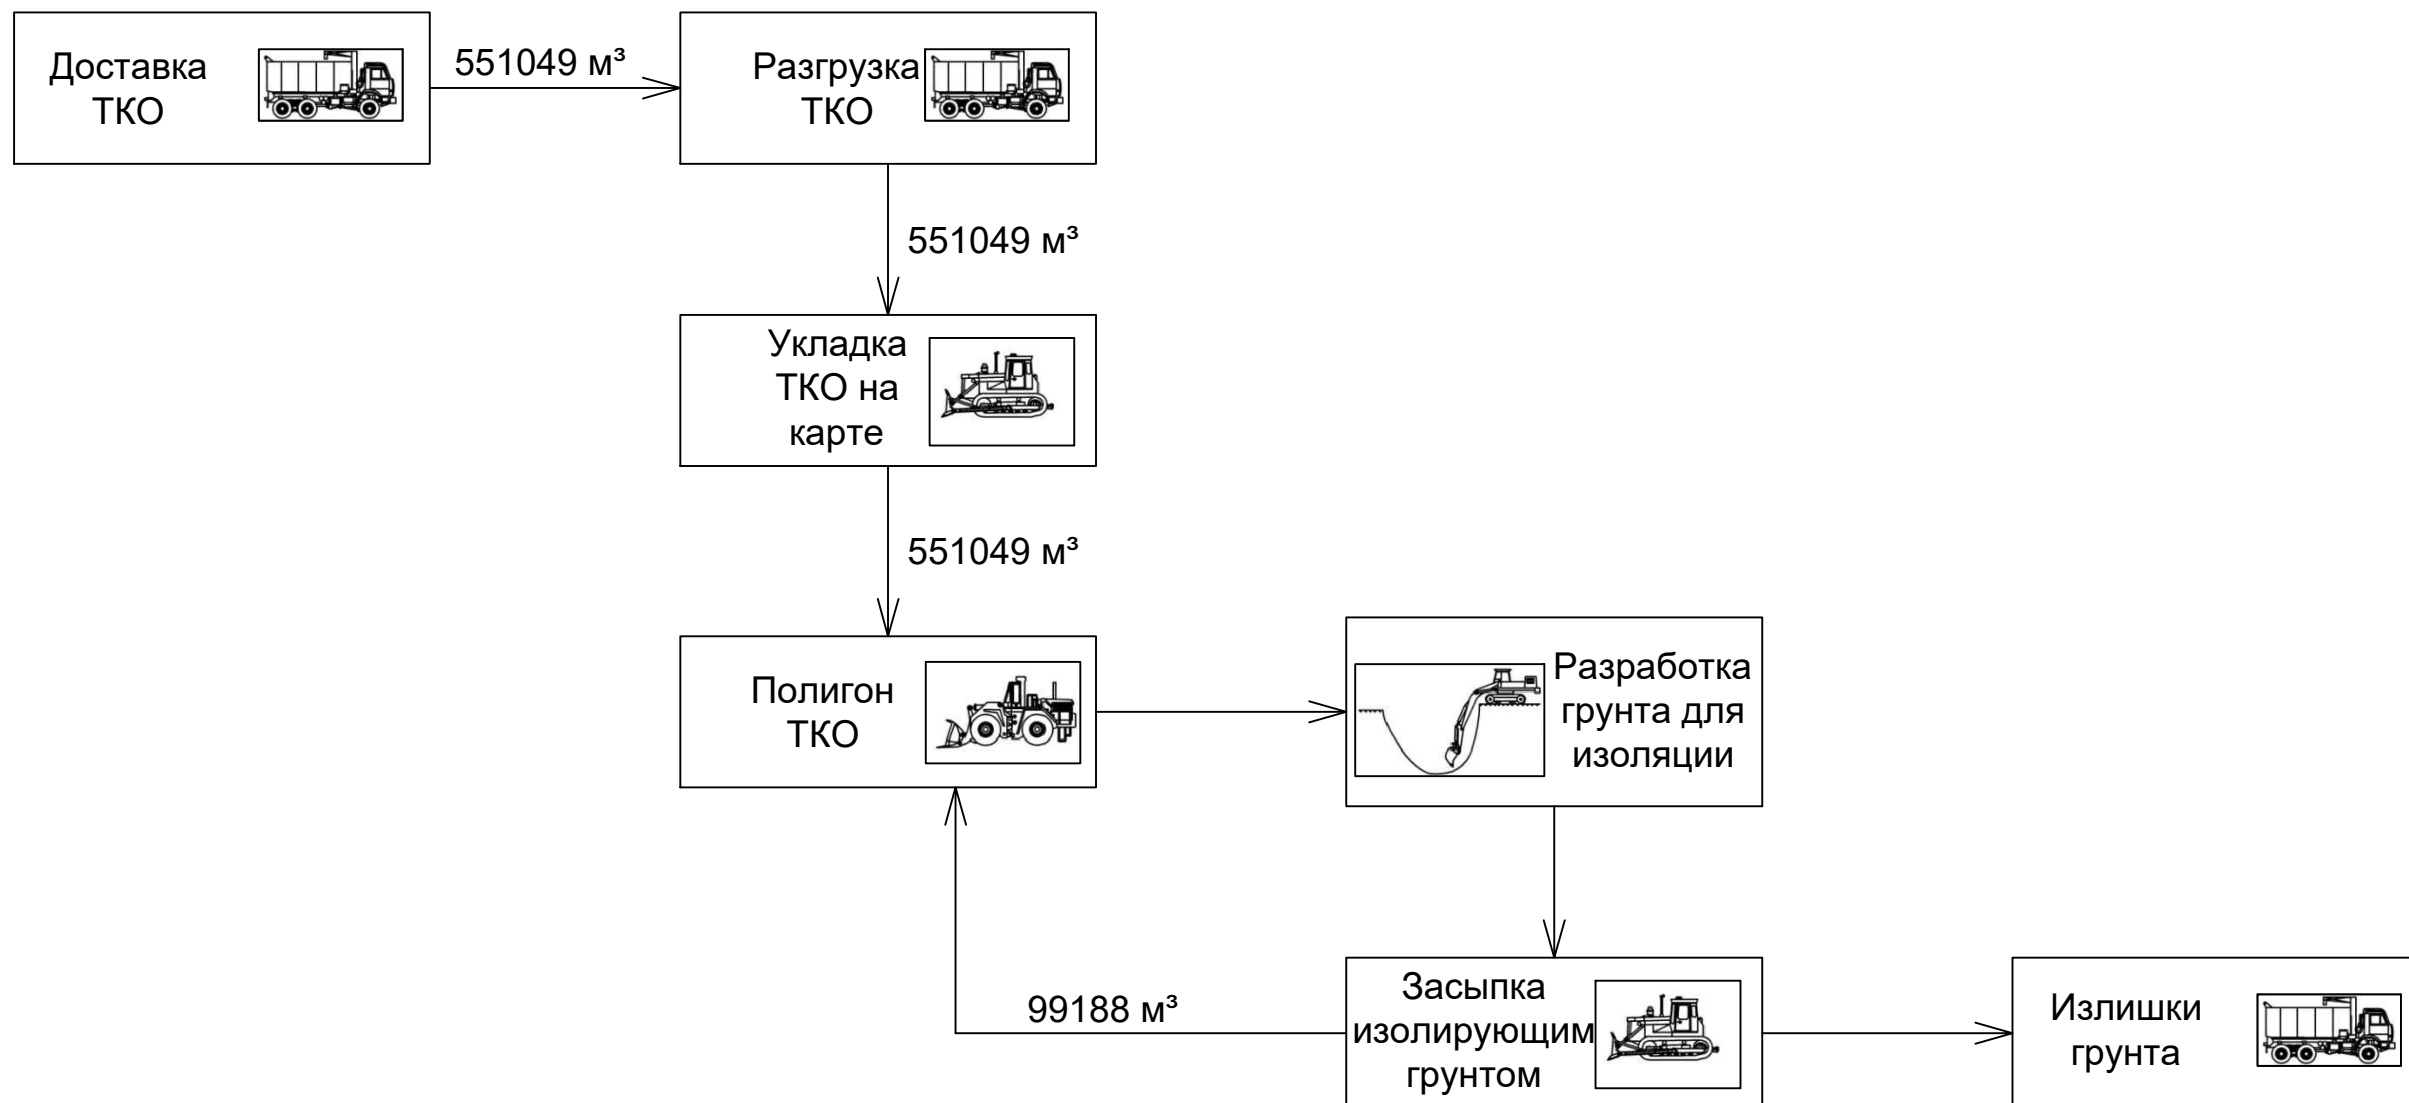 Доставка
ТКО
551049 м³
Разгрузка
ТКО
551049 м³
Укладка
ТКО на
карте
551049 м³
Полигон
ТКО
Разработка
грунта для
изоляции
99188 м³
Засыпка
изолирующим
грунтом
Излишки
грунта